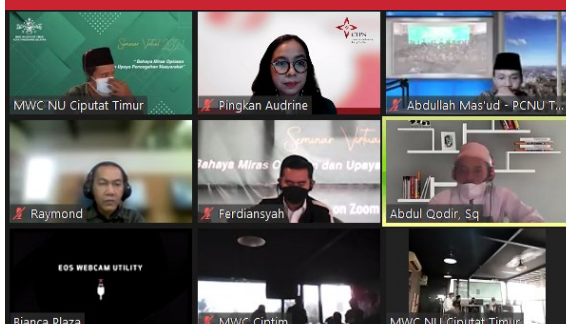 Seminar Virtual
"Bahaya Miras Oplosan
Upaya Pencegahan Masyarakat"
MWC NU Ciputat Timur
CIPS
Pingkan Audrine
Abdullah Mas'ud - PCNU T...
Raymond
Seminar Virtual
Bahaya Miras
dan Upaya
on Zoom
Ferdiansyah
Abdul Qodir, Sq
EOS WEBCAM UTILITY
Bianca Plaza
MWC Ciptim
MWC NU Ciputat Timur